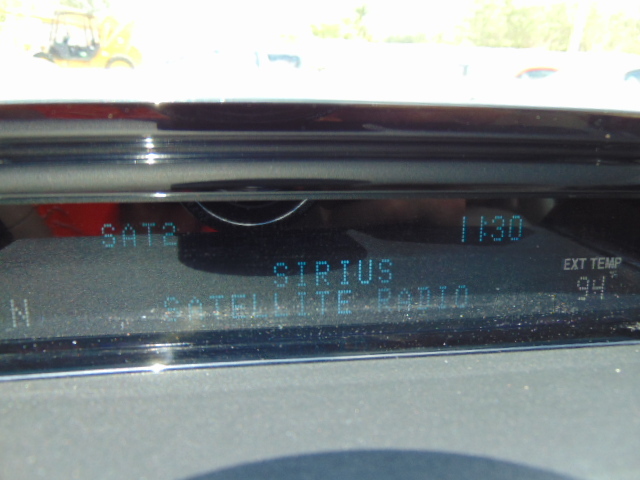 SAT2 11:30
SIRIUS
EXT TEMP
SATELLITE RADIO 94°
N